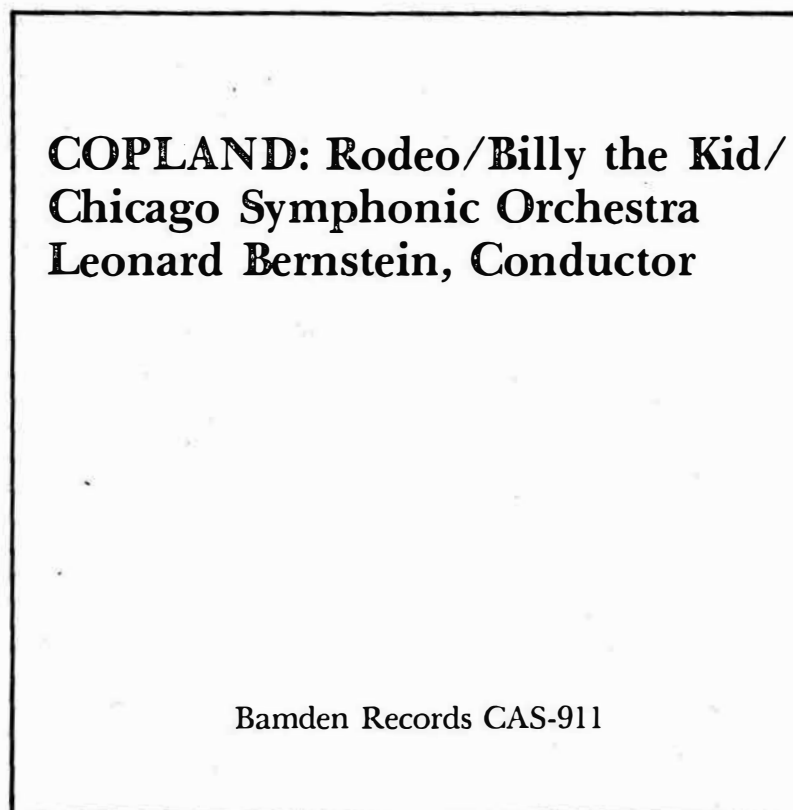 COPLAND: Rodeo/Billy the Kid/
Chicago Symphonic Orchestra
Leonard Bernstein, Conductor
Bamden Records CAS-911